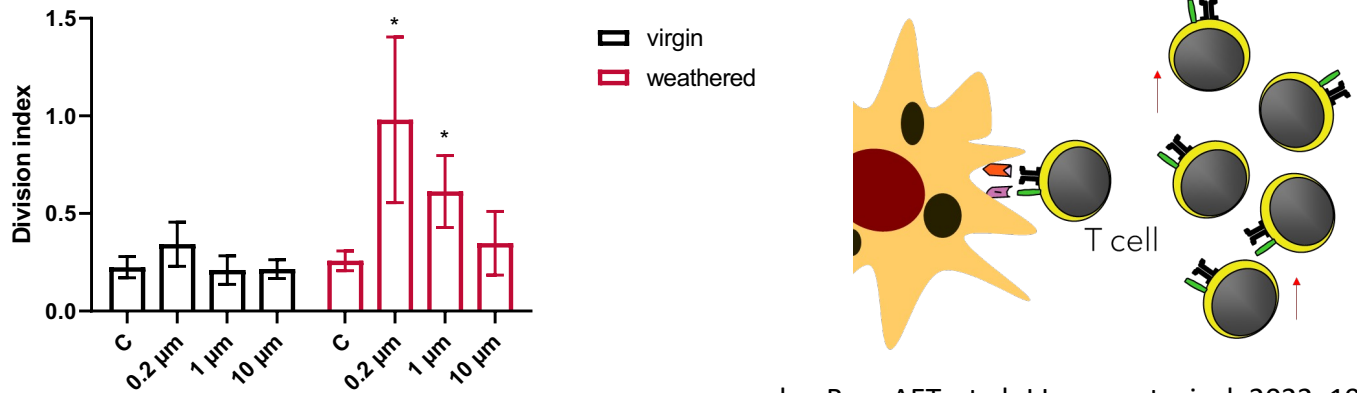 1.5
1.0
0.5
0.0
Division index
*
*
C
0.2 µm
1 µm
10 µm
C
0.2 µm
1 µm
10 µm
virgin
weathered
T cell